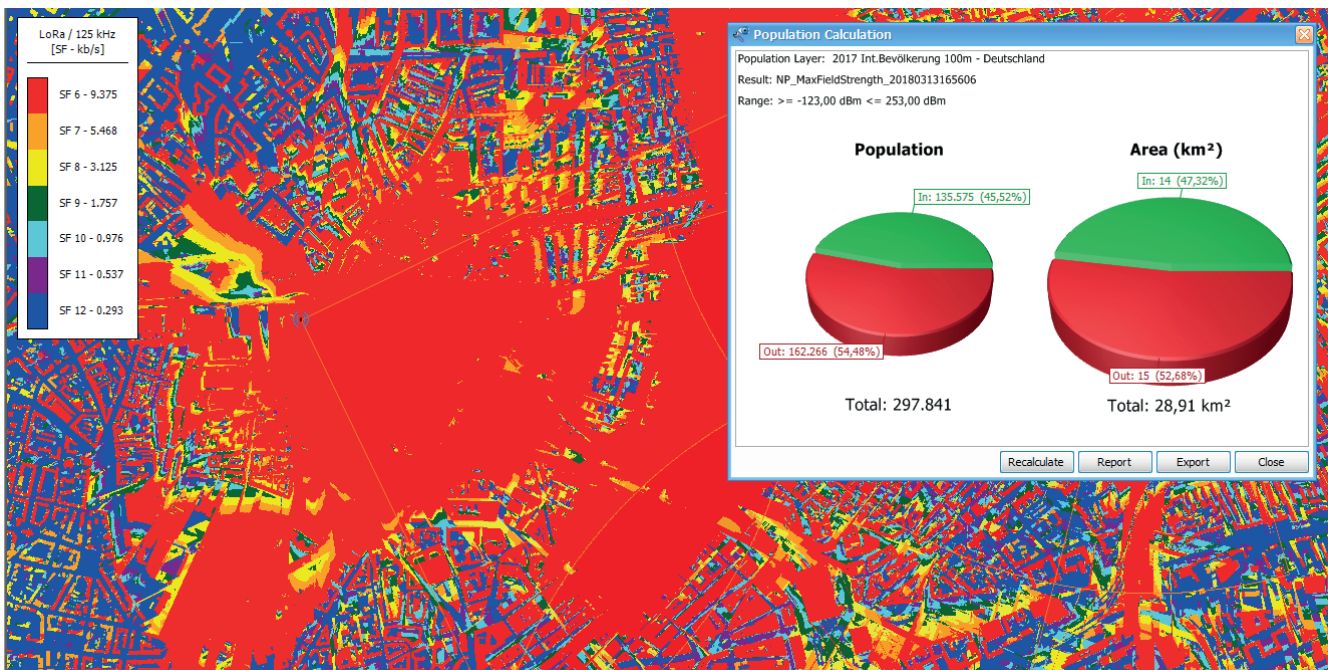 LoRa / 125 kHz
[SF - kb/s]
SF 6 - 9.375
SF 7 - 5.468
SF 8 - 3.125
SF 9 - 1.757
SF 10 - 0.976
SF 11 - 0.537
SF 12 - 0.293
Population Calculation
Population Layer: 2017 Int.Bevölkerung 100m - Deutschland
Result: NP_MaxFieldStrength_20180313165606
Range: >= -123,00 dBm <= 253,00 dBm
Population
In: 135.575 (45,52%)
Out: 162.266 (54,48%)
Total: 297.841
Area (km²)
In: 14 (47,32%)
Out: 15 (52,68%)
Total: 28,91 km²
Recalculate
Report
Export
Close